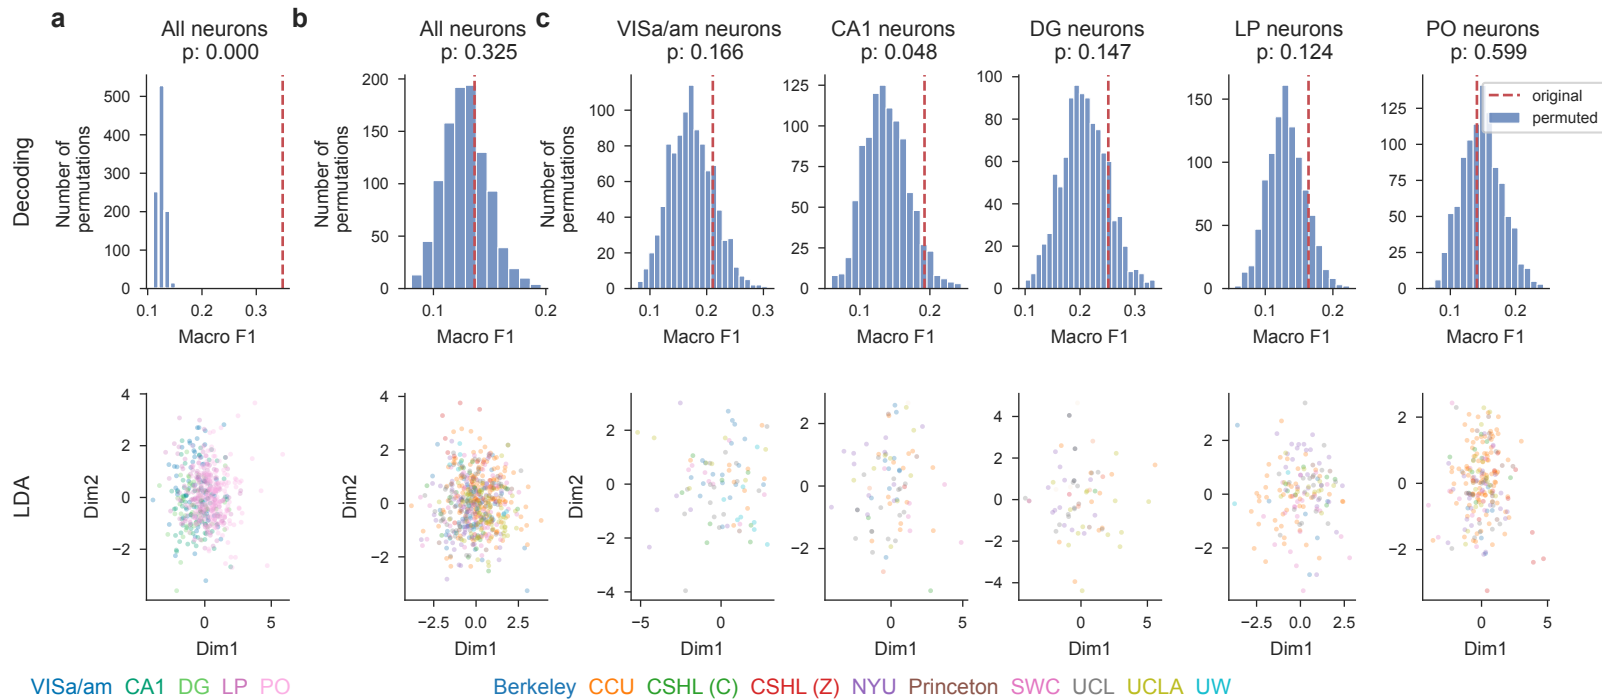 a
All neurons
p: 0.000
b
All neurons
p: 0.325
c
VISa/am neurons
p: 0.166
CA1 neurons
p: 0.048
DG neurons
p: 0.147
LP neurons
p: 0.124
PO neurons
p: 0.599
Decoding
Number of
permutations
500
400
300
200
100
0
0.1
0.2
0.3
Macro F1
Number of
permutations
200
150
100
50
0
0.1
0.2
Macro F1
Number of
permutations
100
80
60
40
20
0
0.1
0.2
0.3
Macro F1
125
100
75
50
25
0
0.1
0.2
Macro F1
100
80
60
40
20
0
0.1
0.2
0.3
Macro F1
150
100
50
0
0.1
0.2
Macro F1
125
100
75
50
25
0
0.1
0.2
Macro F1
original
permuted
LDA
Dim2
4
2
0
−2
0
5
Dim1
Dim2
4
2
0
−2
−2.5
0.0
2.5
Dim1
Dim2
2
0
−2
−4
−5
0
Dim1
2
0
−2
0
5
Dim1
4
2
0
−2
−4
0
5
Dim1
2
0
−2
−2.5
0.0
2.5
Dim1
2
0
−2
0
5
Dim1
VISa/am CA1 DG LP PO
Berkeley CCU CSHL (C) CSHL (Z) NYU Princeton SWC UCL UCLA UW